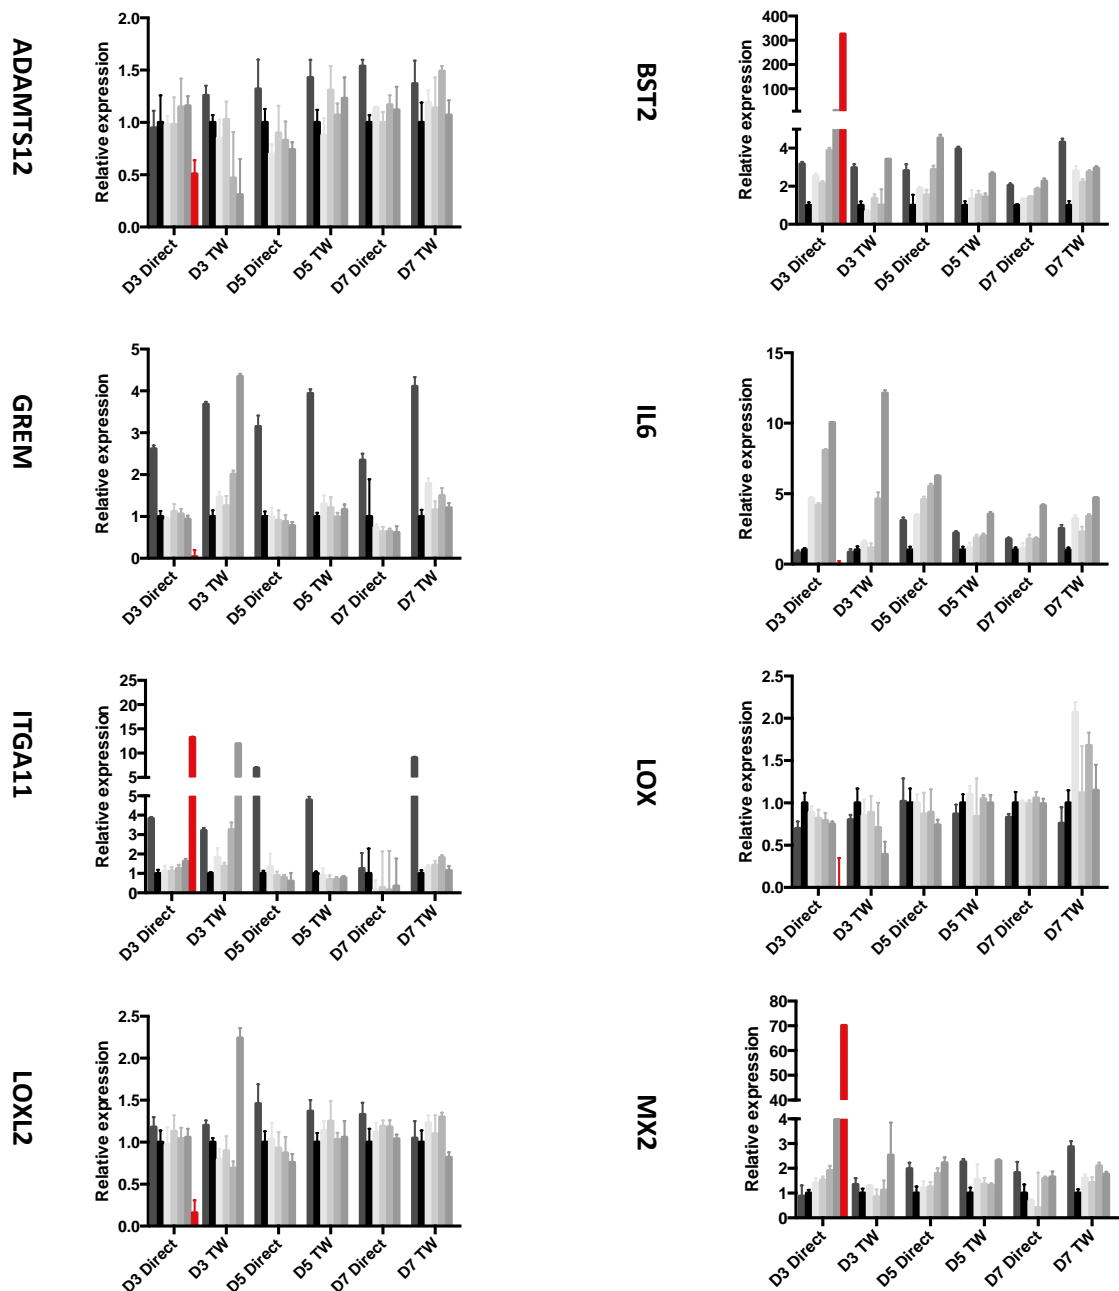 ADAMTS12
Relative expression
2.0
1.5
1.0
0.5
0.0
D3 Direct
D3 TW
D5 Direct
D5 TW
D7 Direct
D7 TW
BST2
Relative expression
400
300
200
100
4
2
0
D3 Direct
D3 TW
D5 Direct
D5 TW
D7 Direct
D7 TW
GREM
Relative expression
5
4
3
2
1
0
D3 Direct
D3 TW
D5 Direct
D5 TW
D7 Direct
D7 TW
IL6
Relative expression
15
10
5
0
D3 Direct
D3 TW
D5 Direct
D5 TW
D7 Direct
D7 TW
ITGA11
Relative expression
25
20
15
10
5
5
4
3
2
1
0
D3 Direct
D3 TW
D5 Direct
D5 TW
D7 Direct
D7 TW
LOX
Relative expression
2.5
2.0
1.5
1.0
0.5
0.0
D3 Direct
D3 TW
D5 Direct
D5 TW
D7 Direct
D7 TW
LOXL2
Relative expression
2.5
2.0
1.5
1.0
0.5
0.0
D3 Direct
D3 TW
D5 Direct
D5 TW
D7 Direct
D7 TW
MX2
Relative expression
80
70
60
50
40
4
3
2
1
0
D3 Direct
D3 TW
D5 Direct
D5 TW
D7 Direct
D7 TW